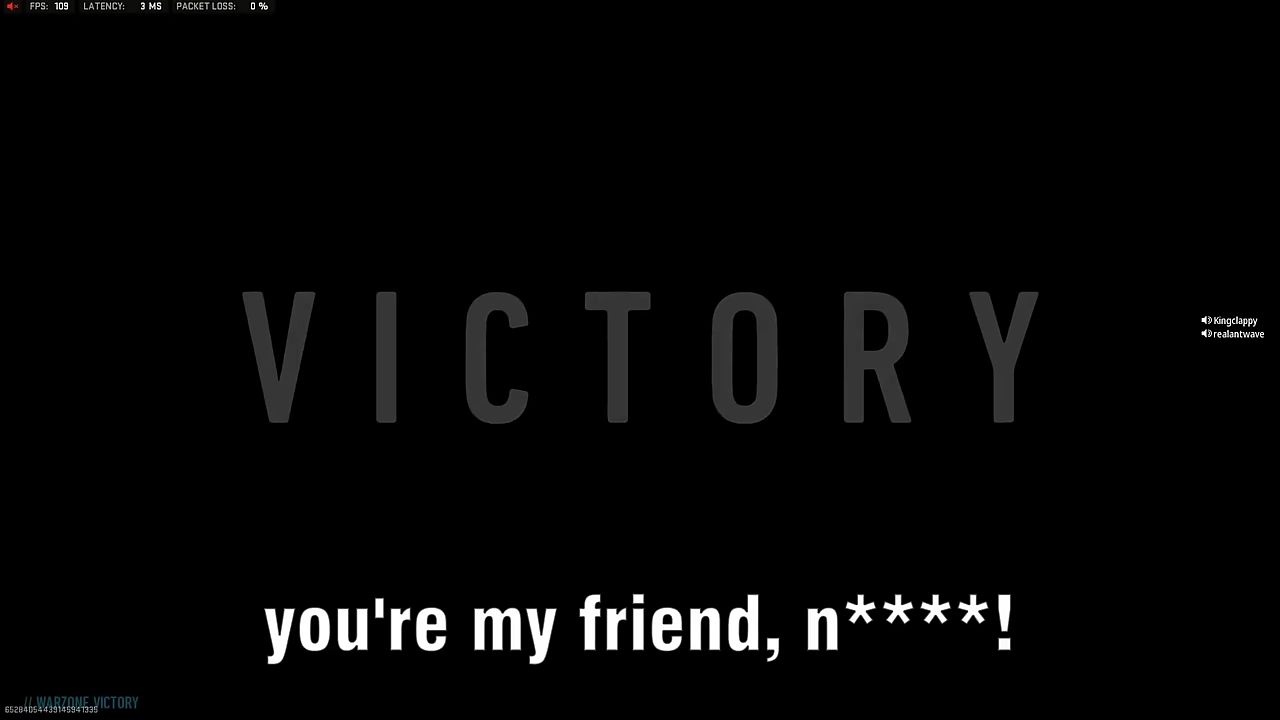 FPS: 109 LATENCY: 3 MS PACKET LOSS: 0 %
VICTORY
Kingclappy
realantwave
you're my friend, n****!
// WARZONE VICTORY